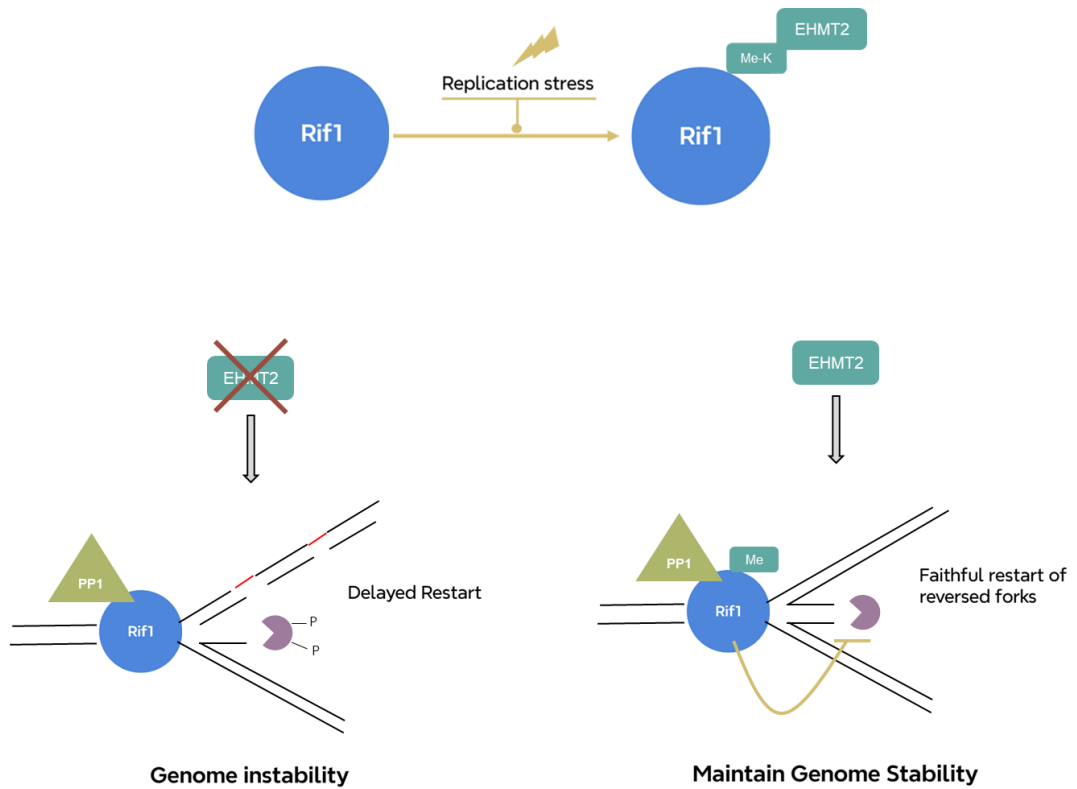 EHMT2
Me-K
Replication stress
Rif1
Rif1
EHMT2
EHMT2
PP1
Rif1
P
P
Delayed Restart
Genome instability
PP1
Me
Rif1
Faithful restart of
reversed forks
Maintain Genome Stability